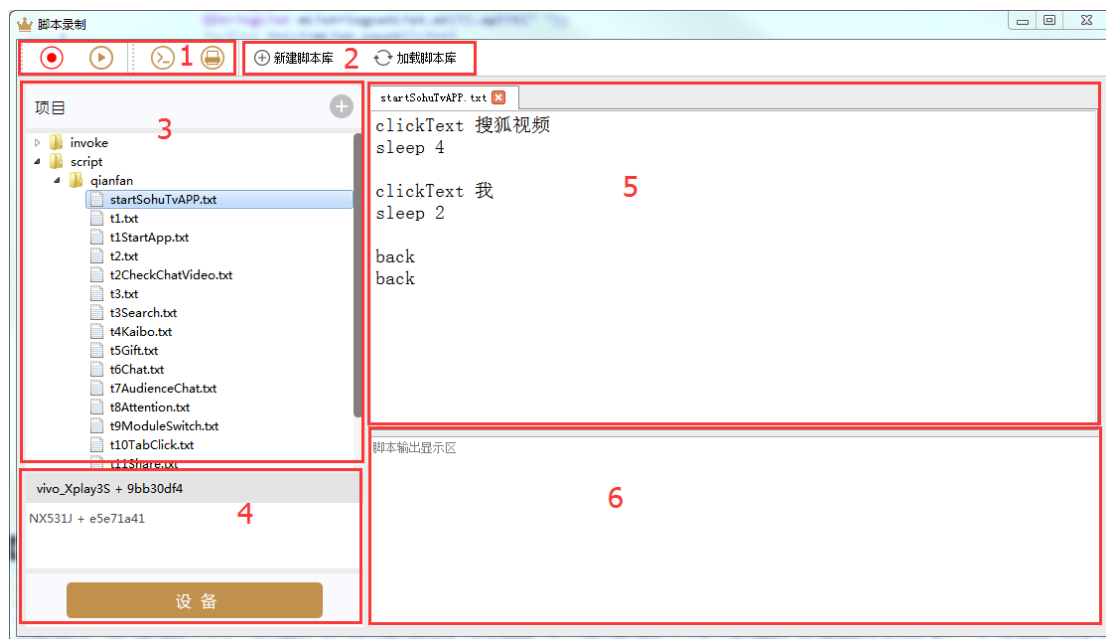 脚本录制
1
新建脚本库
2
加载脚本库
项目
3
invoke
script
qianfan
startSohuTvAPP.txt
t1.txt
t1StartApp.txt
t2.txt
t2CheckChatVideo.txt
t3.txt
t3Search.txt
t4Kaibo.txt
t5Gift.txt
t6Chat.txt
t7AudienceChat.txt
t8Attention.txt
t9ModuleSwitch.txt
t10TabClick.txt
t11Share.txt
vivo_Xplay3S + 9bb30df4
NX531J + e5e71a41
4
设 备
startSohuTvAPP.txt
clickText 搜狐视频
sleep 4
clickText 我
sleep 2
back
back
5
脚本输出显示区
6